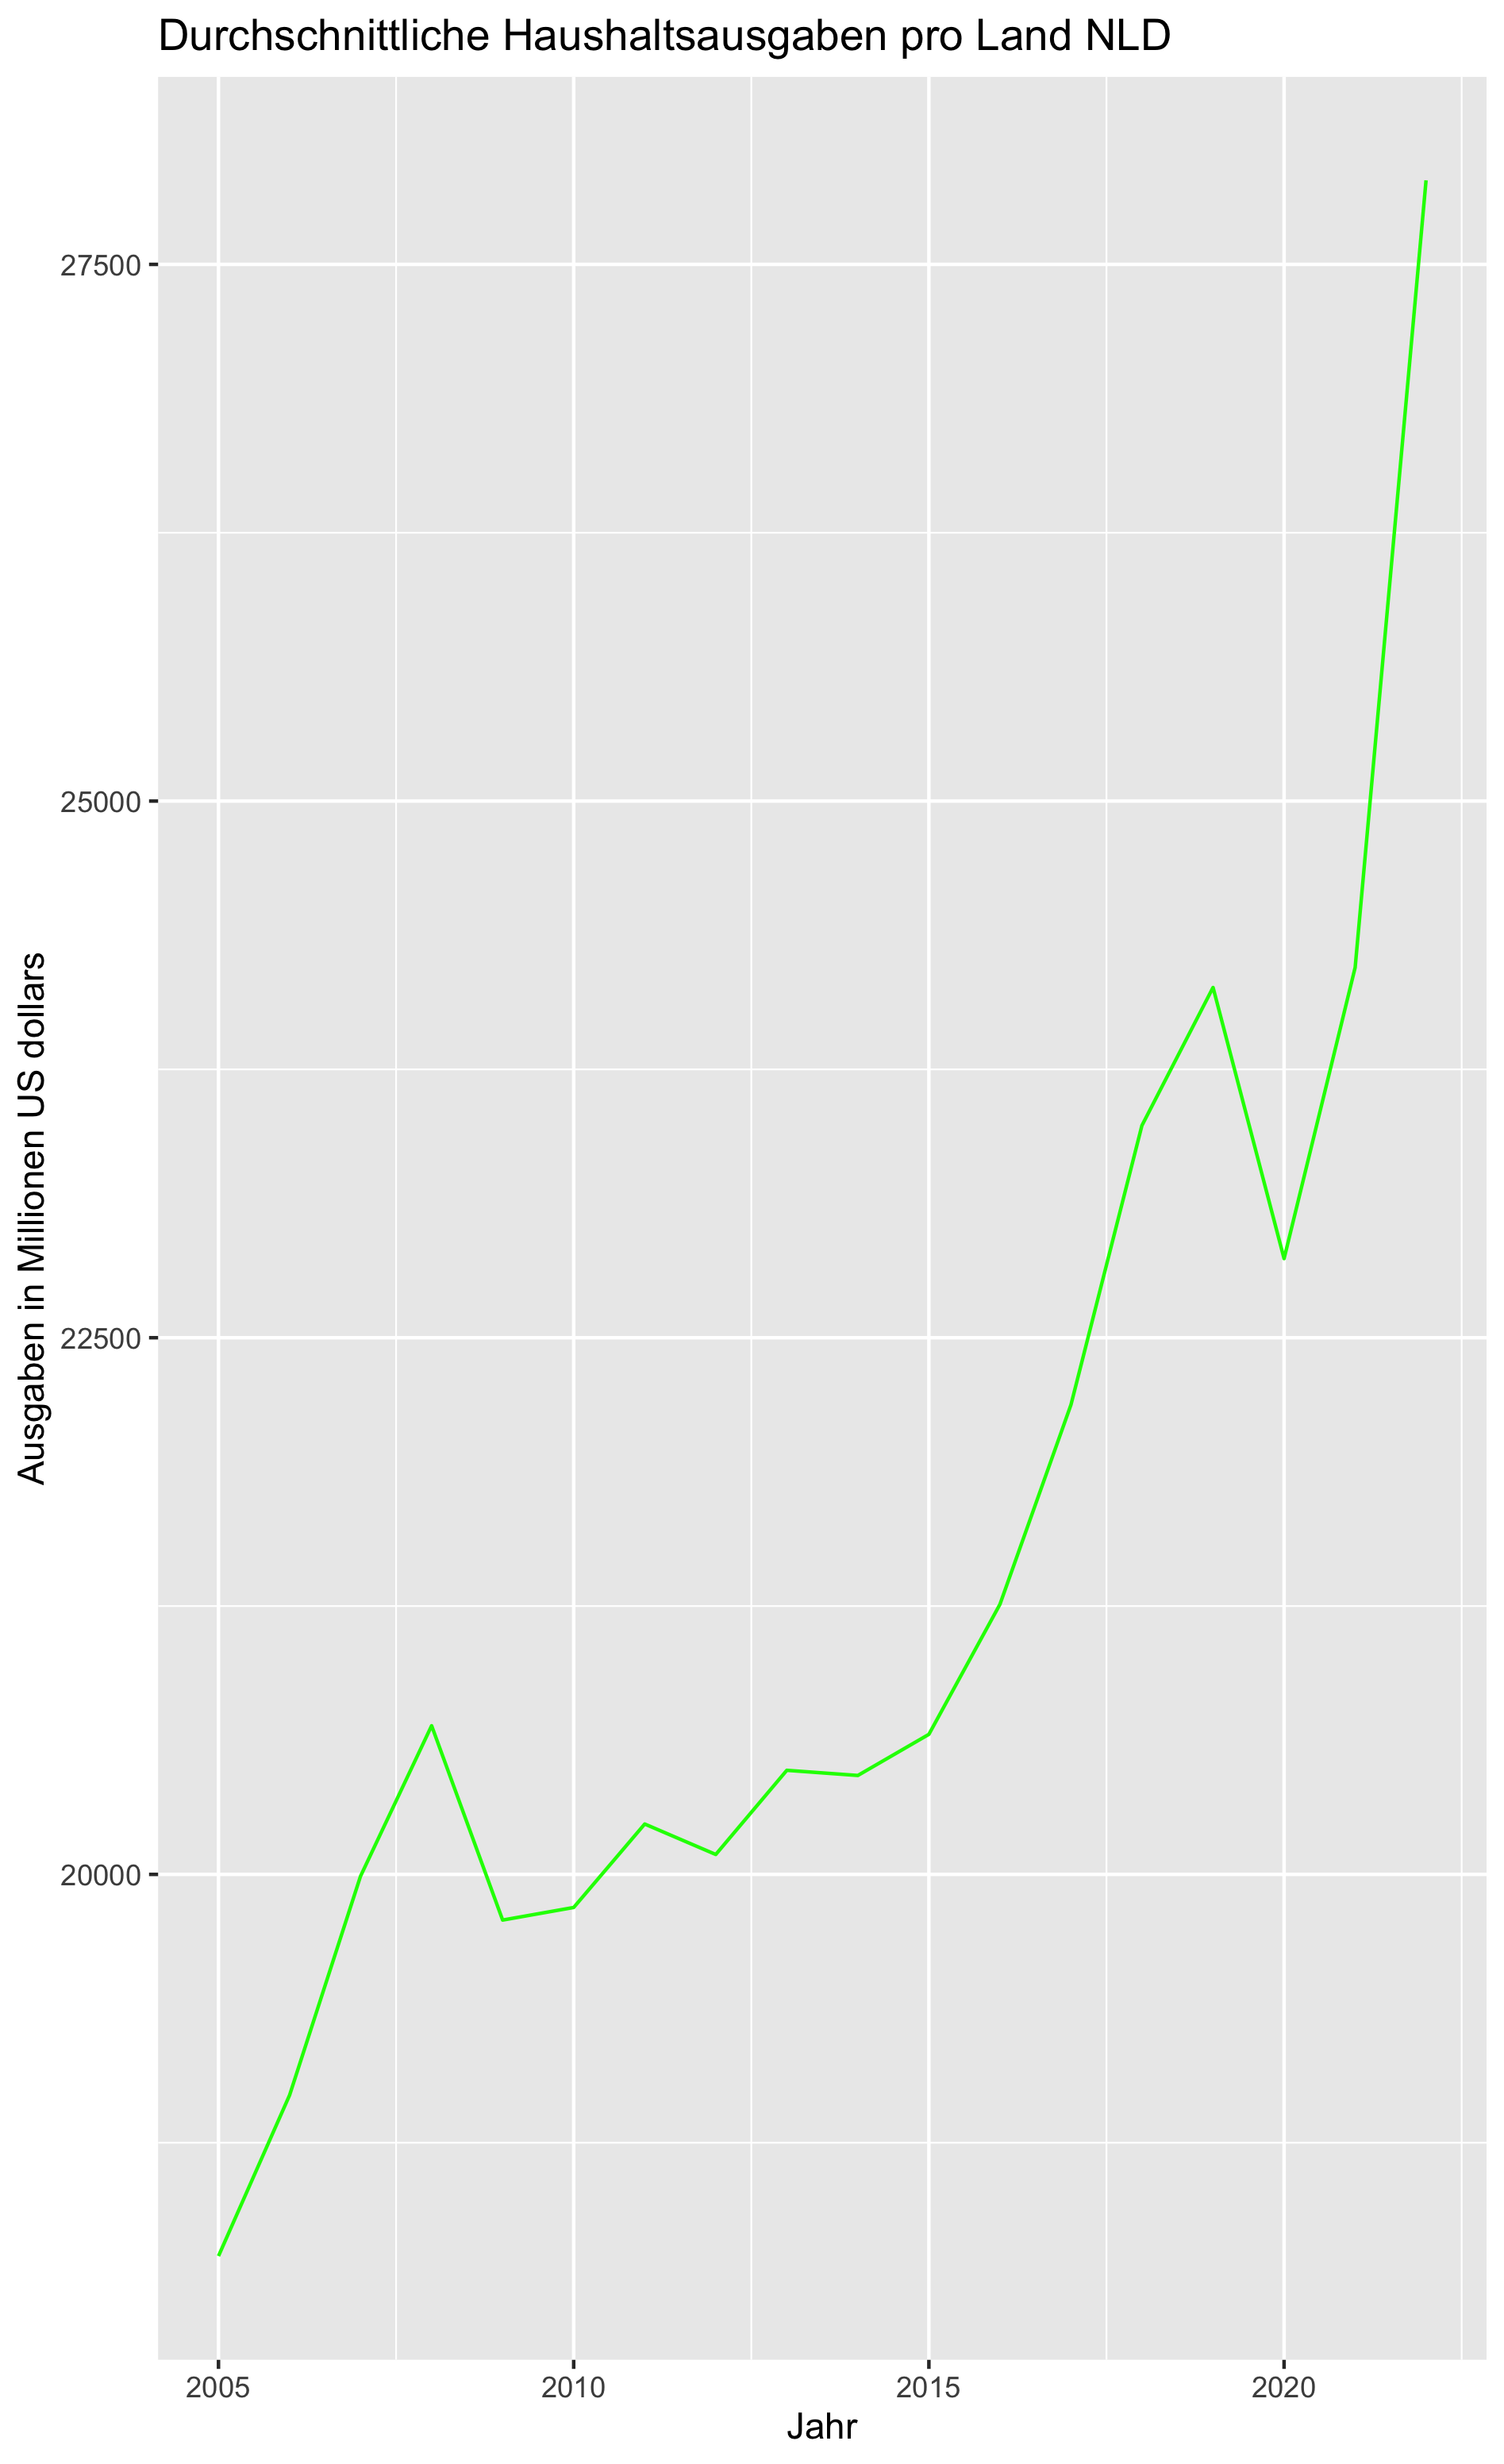 Durchschnittliche Haushaltsausgaben pro Land NLD
Ausgaben in Millionen US dollars
27500
25000
22500
20000
2005
2010
2015
2020
Jahr